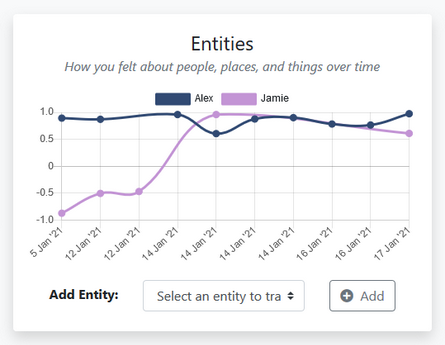 Entities
How you felt about people, places, and things over time
Alex Jamie
1.0
0.5
0
-0.5
-1.0
5 Jan '21 12 Jan '21 12 Jan '21 14 Jan '21 14 Jan '21 14 Jan '21 14 Jan '21 16 Jan '21 16 Jan '21 17 Jan '21
Add Entity: Select an entity to tra Add